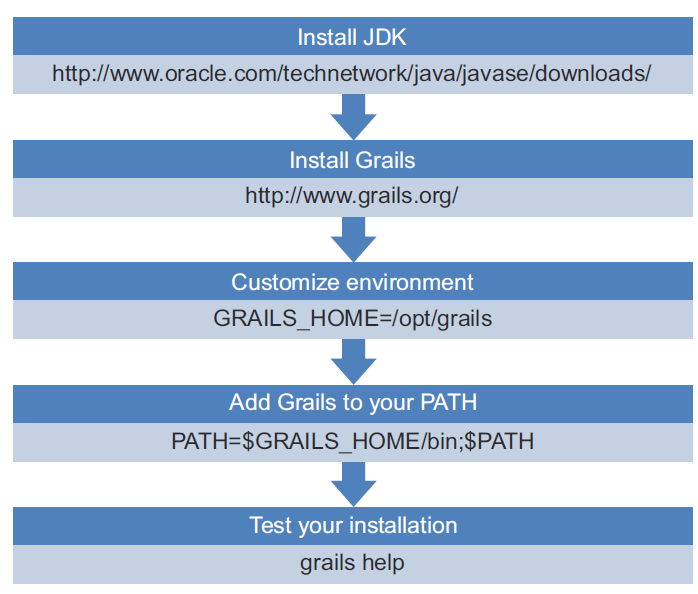 Install JDK
http://www.oracle.com/technetwork/java/javase/downloads/
Install Grails
http://www.grails.org/
Customize environment
GRAILS_HOME=/opt/grails
Add Grails to your PATH
PATH=$GRAILS_HOME/bin;$PATH
Test your installation
grails help